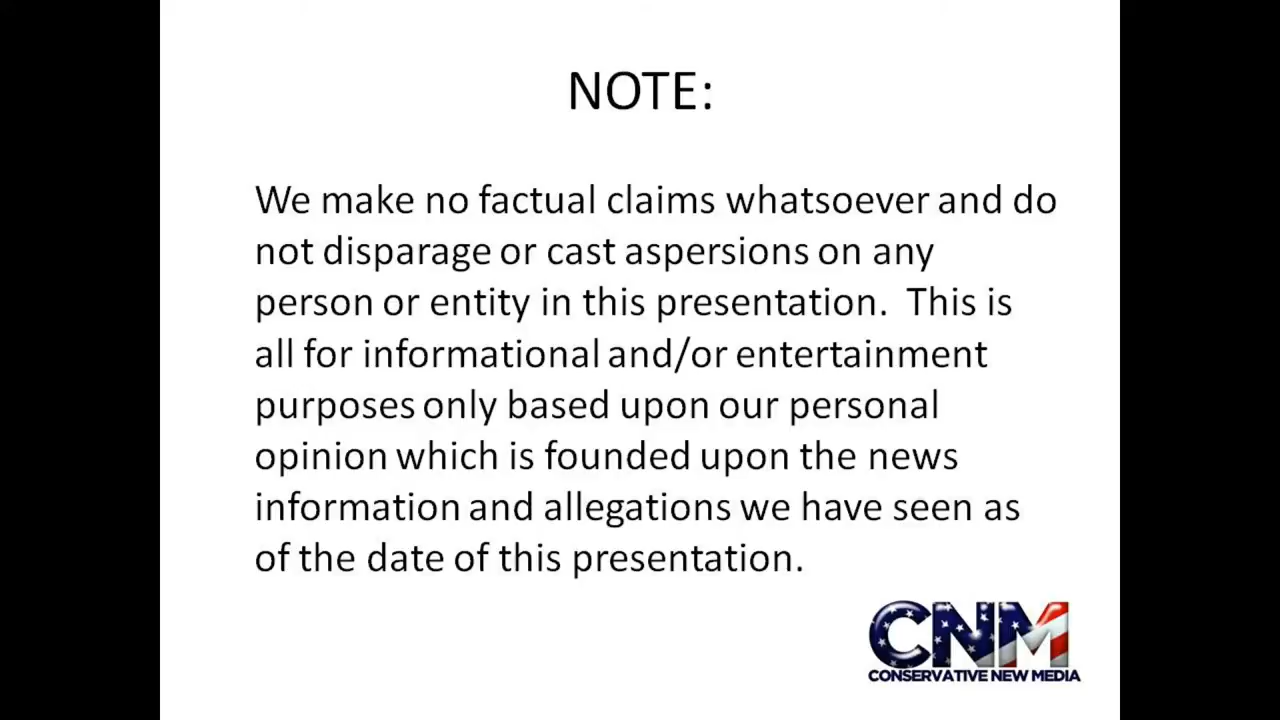 NOTE:
We make no factual claims whatsoever and do
not disparage or cast aspersions on any
person or entity in this presentation.  This is
all for informational and/or entertainment
purposes only based upon our personal
opinion which is founded upon the news
information and allegations we have seen as
of the date of this presentation.
CNM
CONSERVATIVE NEW MEDIA